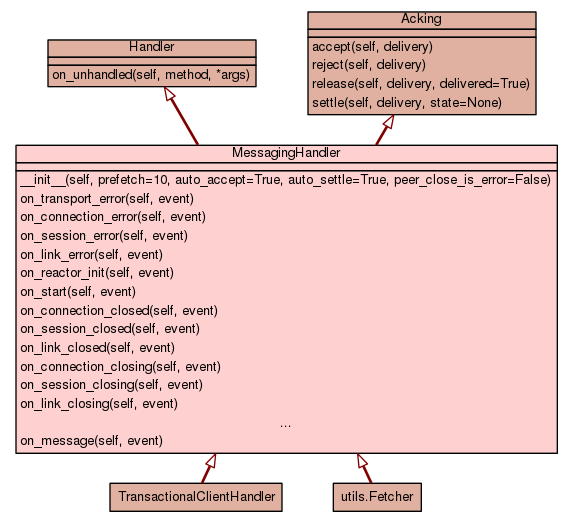 Handler
on_unhandled(self, method, *args)
Acking
accept(self, delivery)
reject(self, delivery)
release(self, delivery, delivered=True)
settle(self, delivery, state=None)
MessagingHandler
__init__(self, prefetch=10, auto_accept=True, auto_settle=True, peer_close_is_error=False)
on_transport_error(self, event)
on_connection_error(self, event)
on_session_error(self, event)
on_link_error(self, event)
on_reactor_init(self, event)
on_start(self, event)
on_connection_closed(self, event)
on_session_closed(self, event)
on_link_closed(self, event)
on_connection_closing(self, event)
on_session_closing(self, event)
on_link_closing(self, event)
...
on_message(self, event)
TransactionalClientHandler
utils.Fetcher